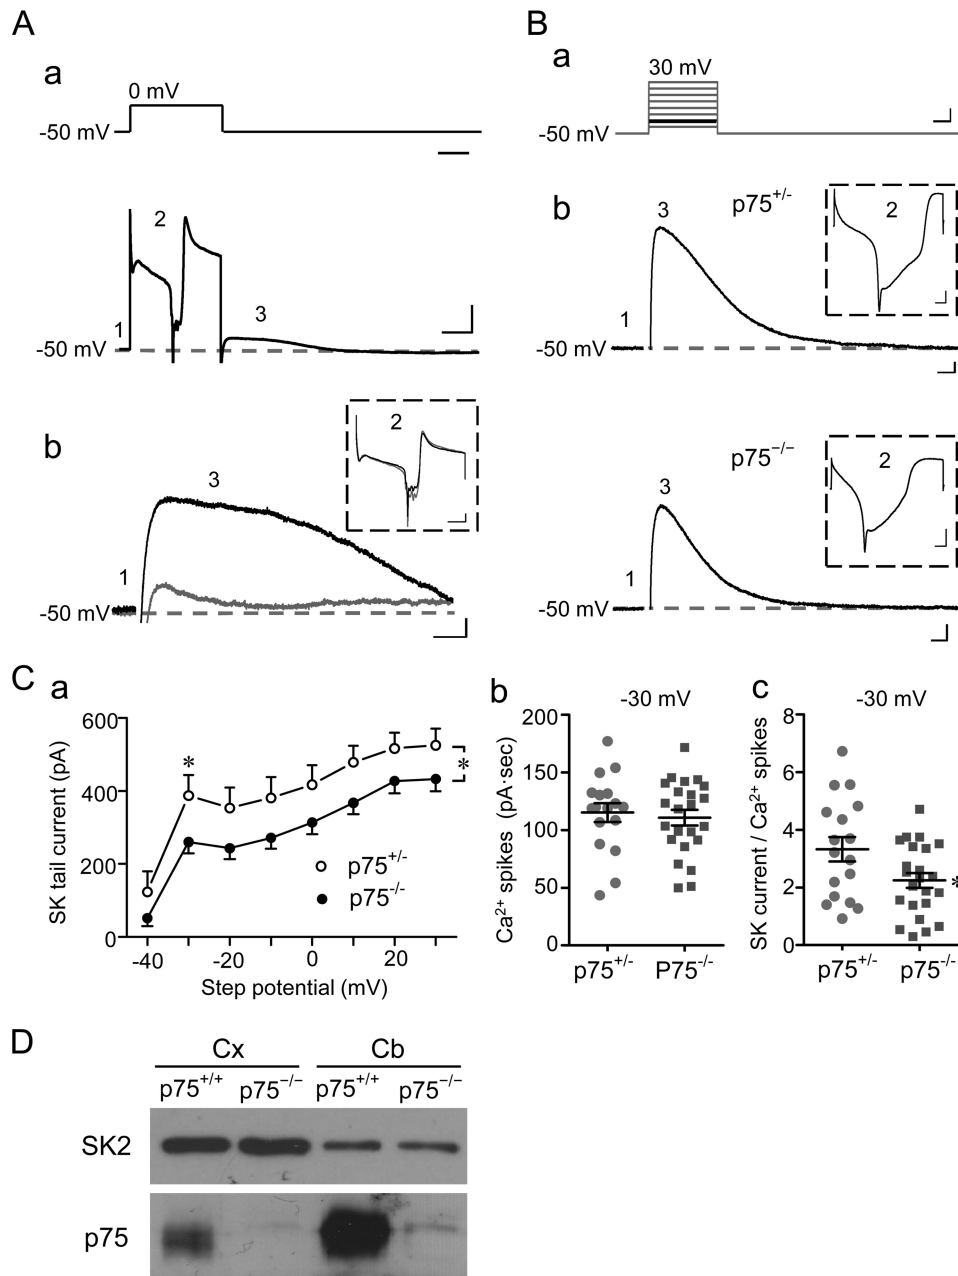 A
a
0 mV
-50 mV
2
1
3
-50 mV
b
2
3
1
-50 mV
B
a
30 mV
-50 mV
b
p75+/-
3
2
1
-50 mV
p75−/−
3
2
1
-50 mV
C
a
600
400
200
0
SK tail current (pA)
*
*
p75+/-
p75-/-
-40
-20
0
20
Step potential (mV)
b
-30 mV
200
150
100
50
0
Ca2+ spikes (pA·sec)
p75+/-
P75-/-
c
-30 mV
8
6
4
2
0
SK current / Ca2+ spikes
*
p75+/-
p75-/-
D
Cx
Cb
p75+/+ p75−/− p75+/+ p75−/−
SK2
p75